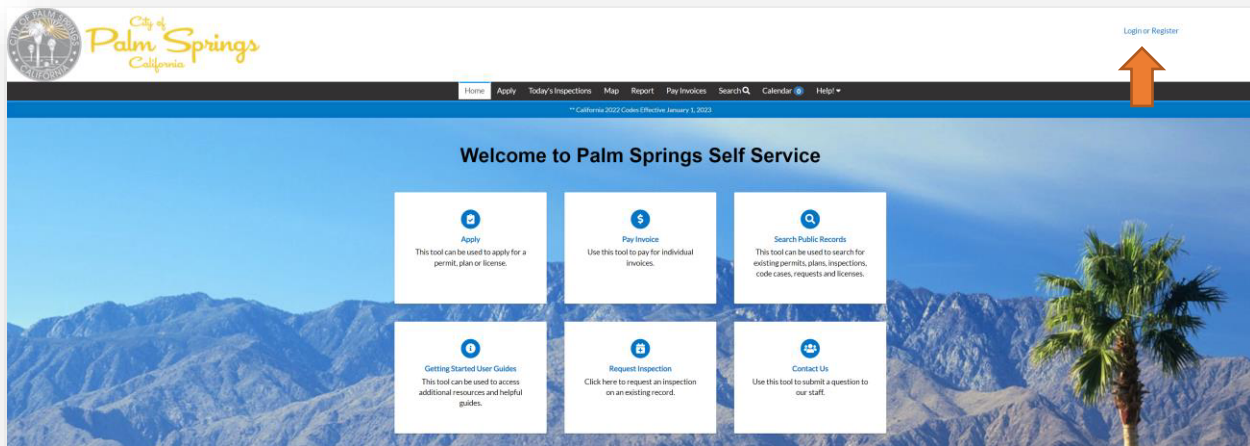 CITY OF PALM SPRINGS
CALIFORNIA
City of
Palm Springs
California
Login or Register
Home Apply Today's Inspections Map Report Pay Invoices Search Calendar 0 Help!
** California 2022 Codes Effective January 1, 2023
Welcome to Palm Springs Self Service
Apply
This tool can be used to apply for a
permit, plan or license.
Pay Invoice
Use this tool to pay for individual
invoices.
Search Public Records
This tool can be used to search for
existing permits, plans, inspections,
code cases, requests and licenses.
Getting Started User Guides
This tool can be used to access
additional resources and helpful
guides.
Request Inspection
Click here to request an inspection
on an existing record.
Contact Us
Use this tool to submit a question to
our staff.